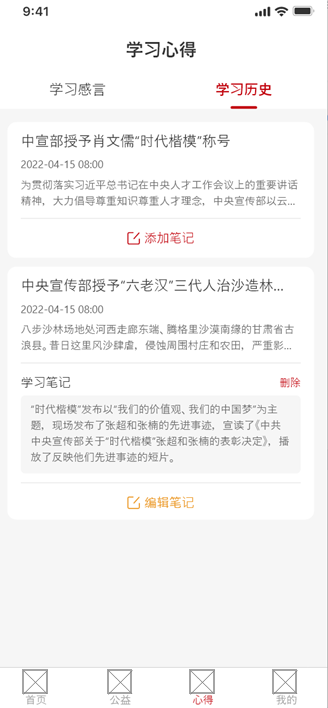 9:41
学习心得
学习感言
学习历史
中宣部授予肖文儒“时代楷模”称号
2022-04-15 08:00
为贯彻落实习近平总书记在中央人才工作会议上的重要讲话
精神，大力倡导尊重知识尊重人才理念，中央宣传部以云...
添加笔记
中央宣传部授予“六老汉”三代人治沙造林...
2022-04-15 08:00
八步沙林场地处河西走廊东端、腾格里沙漠南缘的甘肃省古
浪县。昔日这里风沙肆虐，侵蚀周围村庄和农田，严重影...
学习笔记
删除
“时代楷模”发布以“我们的价值观、我们的中国梦”为主
题，现场发布了张超和张楠的先进事迹，宣读了《中共
中央宣传部关于“时代楷模”张超和张楠的表彰决定》，播
放了反映他们先进事迹的短片。
编辑笔记
首页
公益
心得
我的